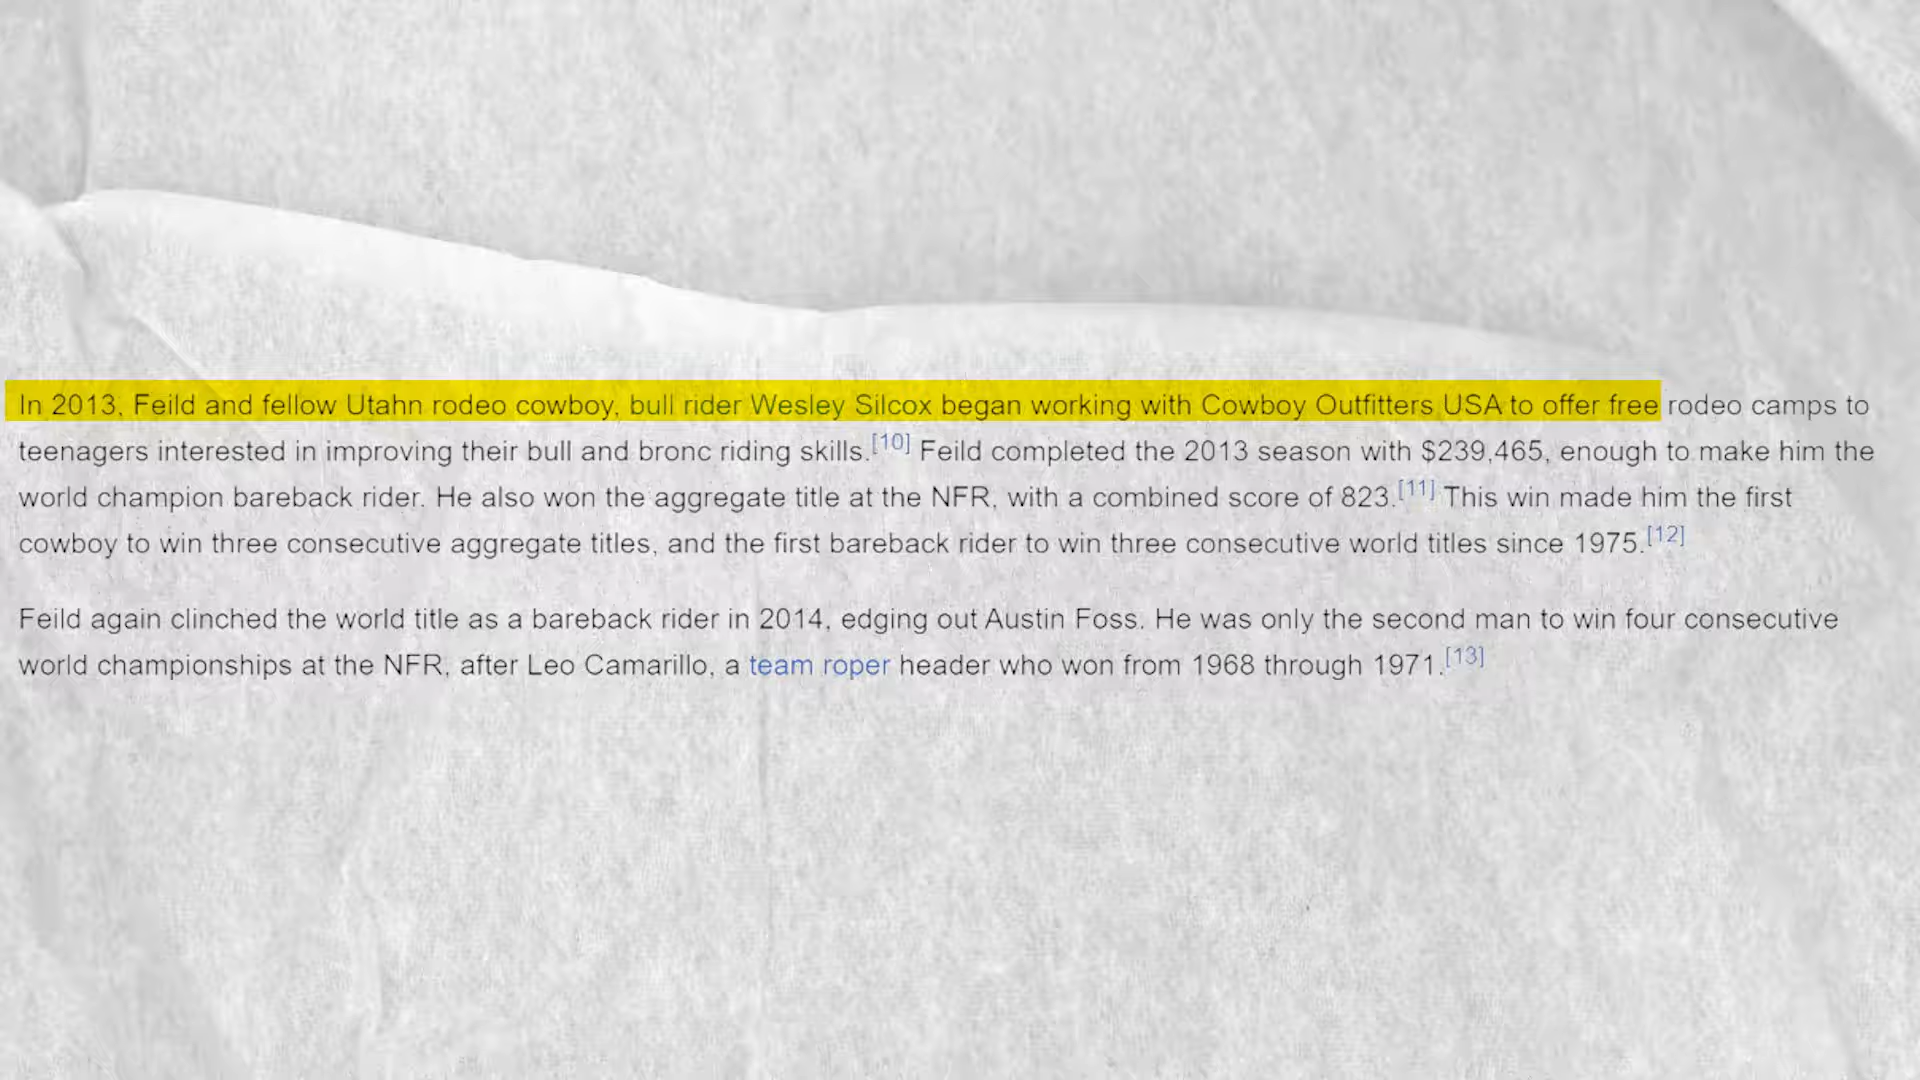 In 2013, Feild and fellow Utahn rodeo cowboy, bull rider Wesley Silcox began working with Cowboy Outfitters USA to offer free rodeo camps to
teenagers interested in improving their bull and bronc riding skills.[10] Feild completed the 2013 season with $239,465, enough to make him the
world champion bareback rider. He also won the aggregate title at the NFR, with a combined score of 823.[11] This win made him the first
cowboy to win three consecutive aggregate titles, and the first bareback rider to win three consecutive world titles since 1975.[12]
Feild again clinched the world title as a bareback rider in 2014, edging out Austin Foss. He was only the second man to win four consecutive
world championships at the NFR, after Leo Camarillo, a team roper header who won from 1968 through 1971.[13]